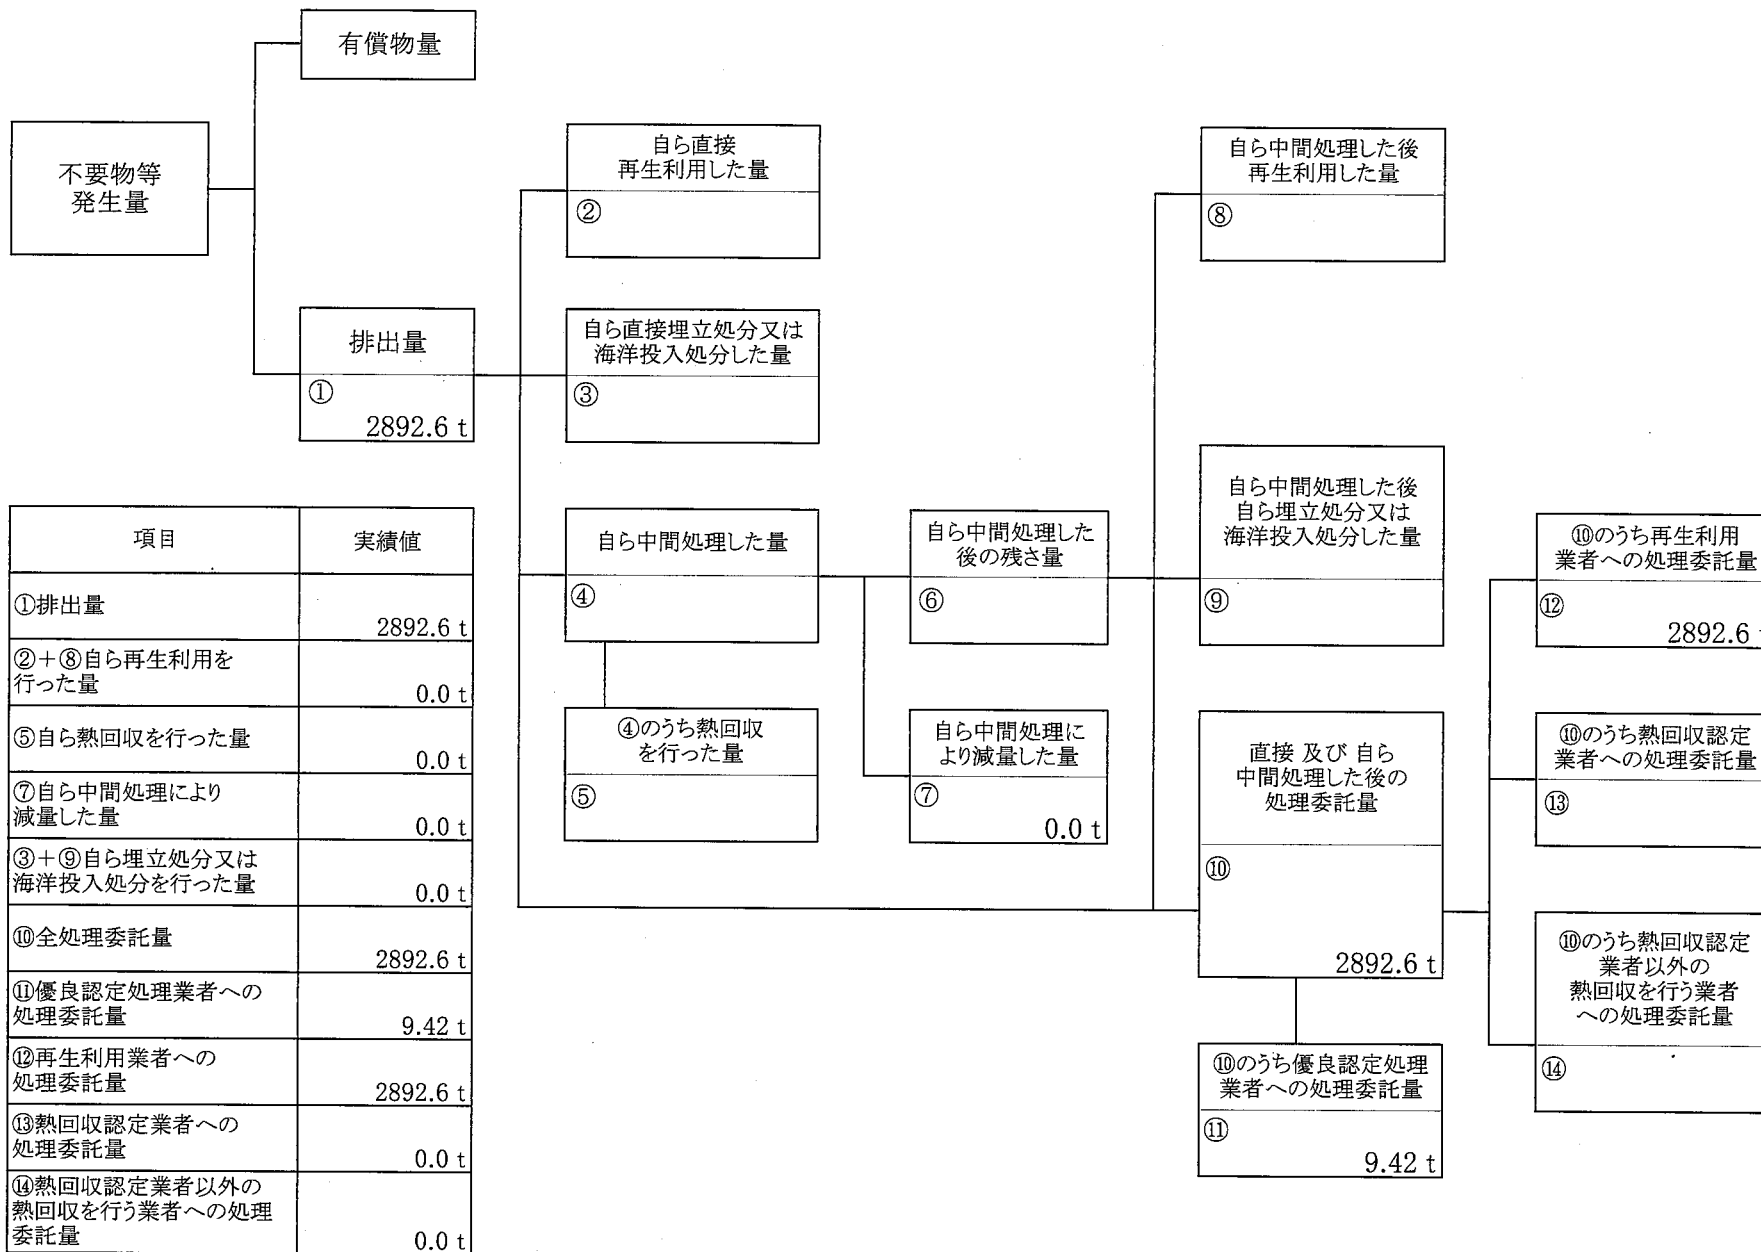 有償物量
不要物等
発生量
排出量
①
2892.6 t
自ら直接
再生利用した量
②
自ら直接埋立処分又は
海洋投入処分した量
③
自ら中間処理した量
④
④のうち熱回収
を行った量
⑤
自ら中間処理した
後の残さ量
⑥
自ら中間処理に
より減量した量
⑦
0.0 t
自ら中間処理した後
再生利用した量
⑧
自ら中間処理した後
自ら埋立処分又は
海洋投入処分した量
⑨
直接 及び 自ら
中間処理した後の
処理委託量
⑩
2892.6 t
⑩のうち優良認定処理
業者への処理委託量
⑪
9.42 t
⑩のうち再生利用
業者への処理委託量
⑫
2892.6 t
⑩のうち熱回収認定
業者への処理委託量
⑬
⑩のうち熱回収認定
業者以外の
熱回収を行う業者
への処理委託量
⑭
項目 実績値
①排出量
2892.6 t
②+⑧自ら再生利用を
行った量
0.0 t
⑤自ら熱回収を行った量
0.0 t
⑦自ら中間処理により
減量した量
0.0 t
③+⑨自ら埋立処分又は
海洋投入処分を行った量
0.0 t
⑩全処理委託量
2892.6 t
⑪優良認定処理業者への
処理委託量
9.42 t
⑫再生利用業者への
処理委託量
2892.6 t
⑬熱回収認定業者への
処理委託量
0.0 t
⑭熱回収認定業者以外の
熱回収を行う業者への処理
委託量
0.0 t